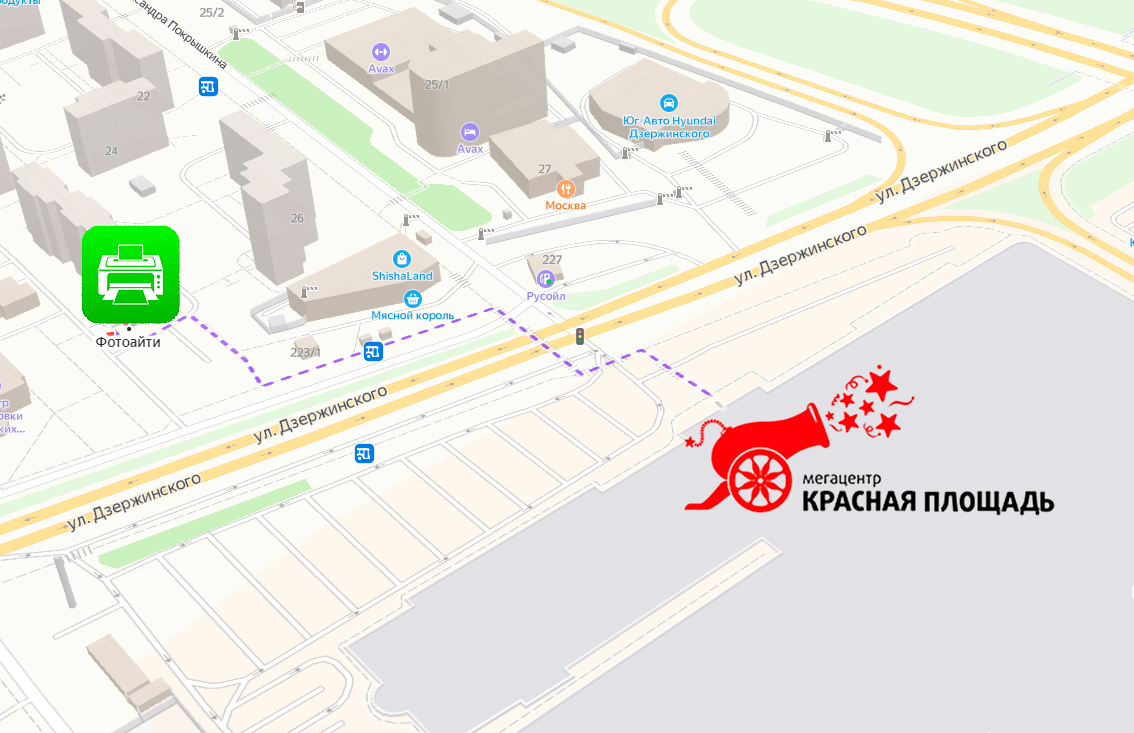 25/2
Покрышкина
22
24
Avax
25/1
Avax
Юг-Авто Hyundai
Дзержинского
27
Москва
ул. Дзержинского
ул. Дзержинского
26
ShishaLand
227
Русойл
Мясной король
Фотоайти
223/1
ул. Дзержинского
мегацентр
КРАСНАЯ ПЛОЩАДЬ
ул. Дзержинского